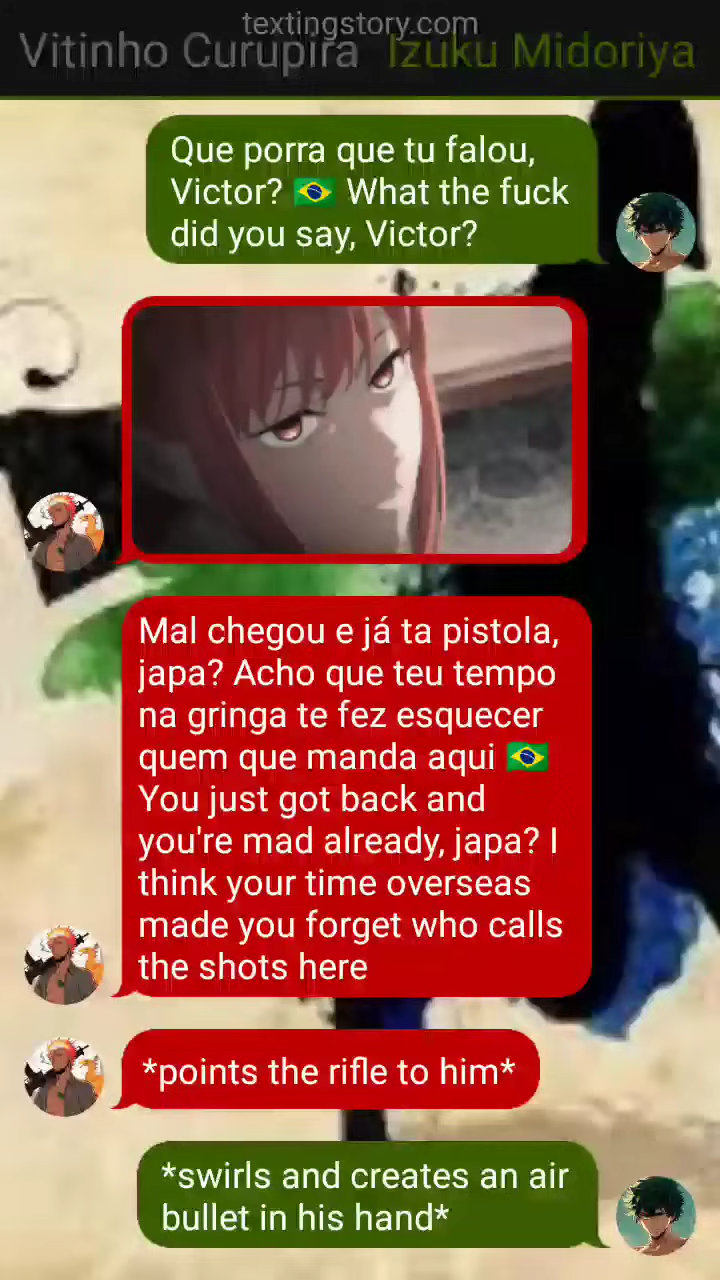 textingstory.com
Vitinho Curupira Izuku Midoriya
Que porra que tu falou,
Victor? 🇧🇷 What the fuck
did you say, Victor?
Mal chegou e já ta pistola,
japa? Acho que teu tempo
na gringa te fez esquecer
quem que manda aqui 🇧🇷
You just got back and
you're mad already, japa? I
think your time overseas
made you forget who calls
the shots here
*points the rifle to him*
*swirls and creates an air
bullet in his hand*